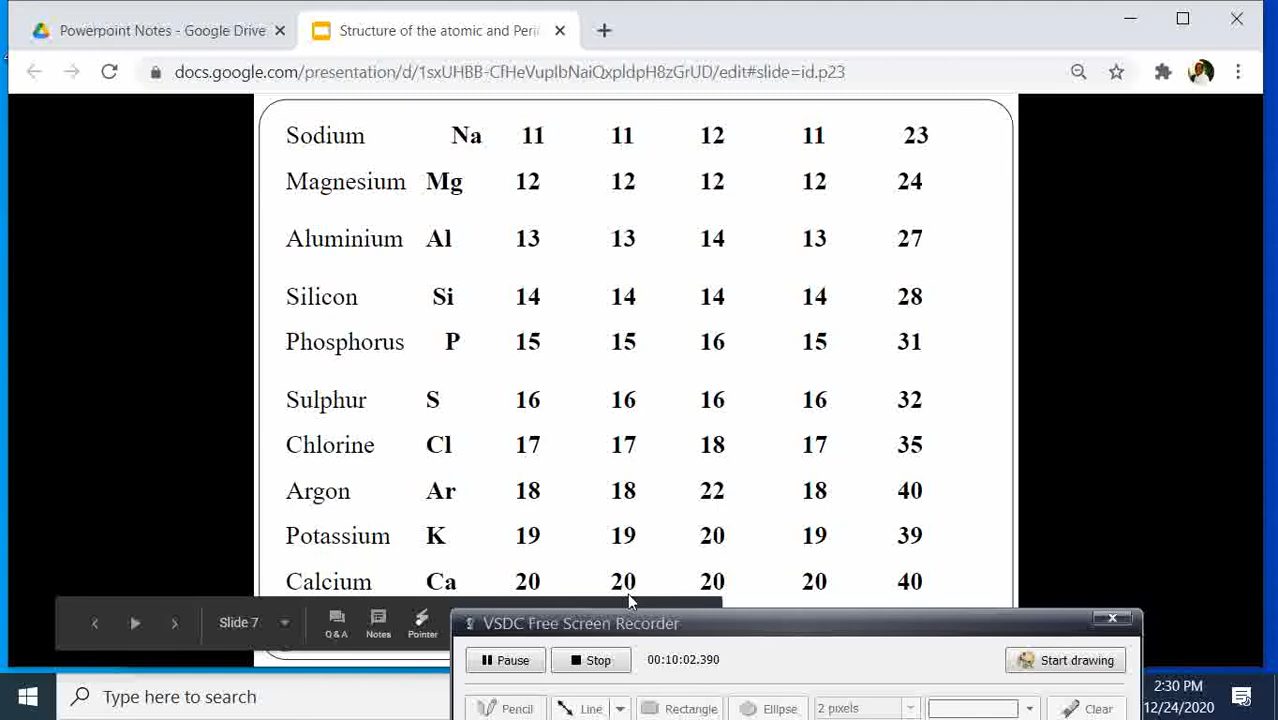 Powerpoint Notes - Google Drive
Structure of the atomic and Peri
docs.google.com/presentation/d/1sxUHBB-CfHeVupIbNaiQxpldpH8zGrUD/edit#slide=id.p23
Sodium Na 11 11 12 11 23
Magnesium Mg 12 12 12 12 24
Aluminium Al 13 13 14 13 27
Silicon Si 14 14 14 14 28
Phosphorus P 15 15 16 15 31
Sulphur S 16 16 16 16 32
Chlorine Cl 17 17 18 17 35
Argon Ar 18 18 22 18 40
Potassium K 19 19 20 19 39
Calcium Ca 20 20 20 20 40
Slide 7 Q & A Notes Pointer
VSDC Free Screen Recorder
Pause Stop 00:10:02.390 Start drawing
Pencil Line Rectangle Ellipse 2 pixels Clear
Type here to search
2:30 PM
12/24/2020